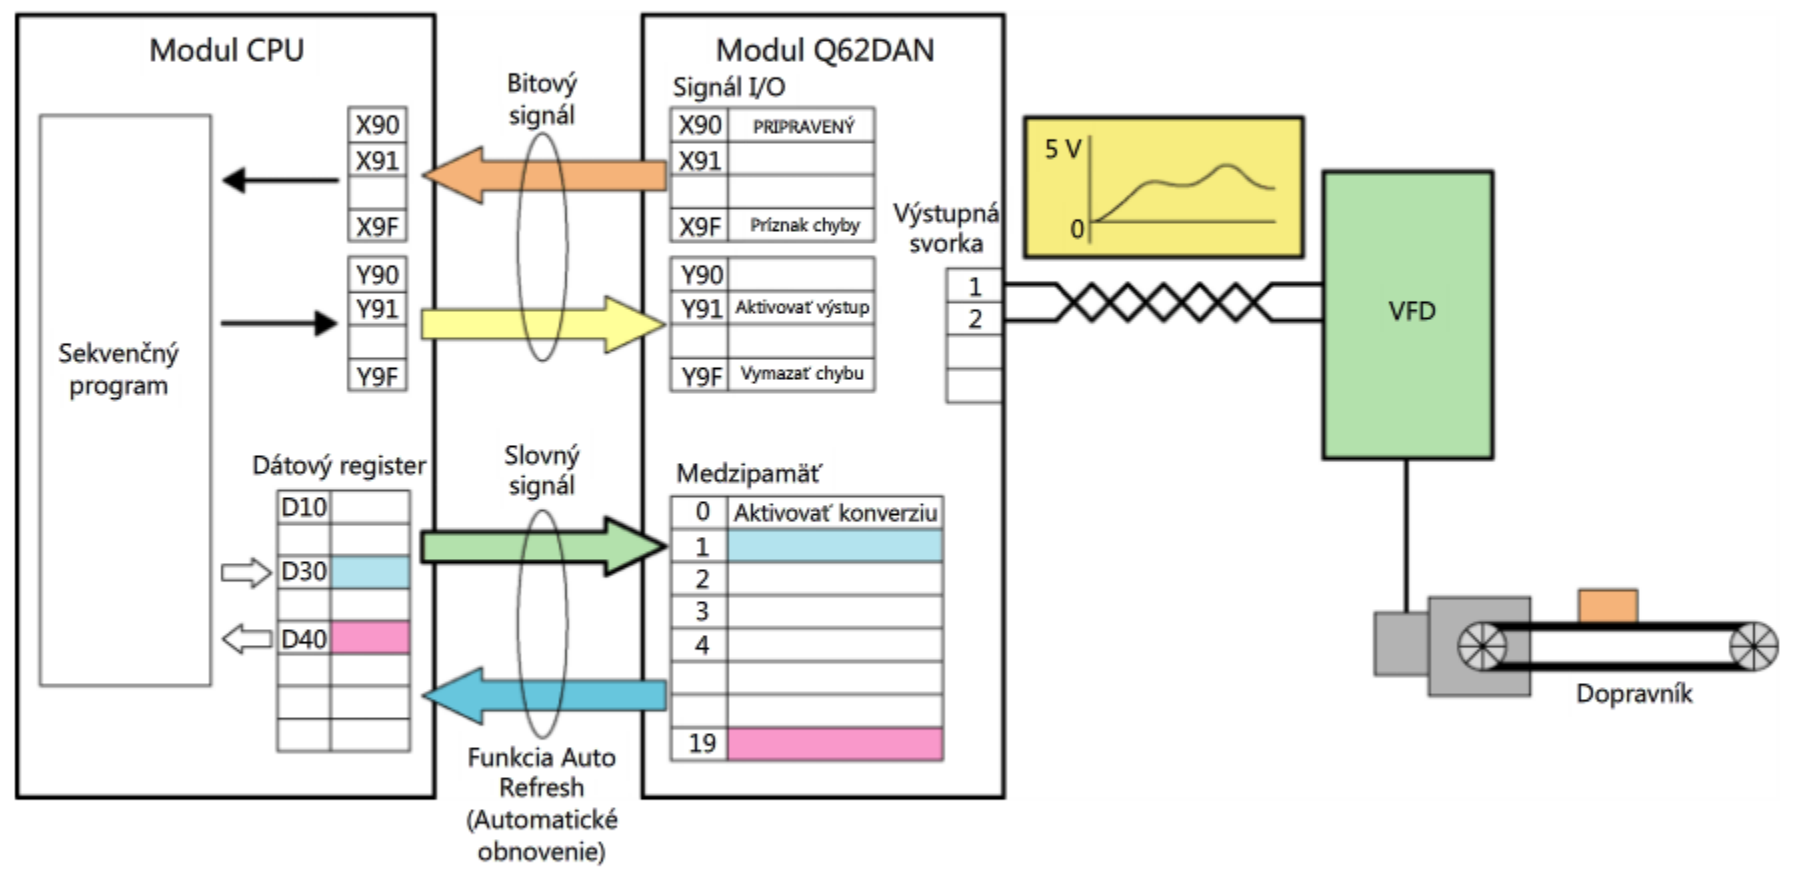 Modul CPU
Sekvenčný
program
X90
X91
X9F
Y90
Y91
Y9F
Dátový register
D10
D30
D40
Bitový
signál
Slovný
signál
Funkcia Auto
Refresh
(Automatické
obnovenie)
Modul Q62DAN
Signál I/O
X90 PRIPRAVENÝ
X91
X9F Príznak chyby
Y90
Y91 Aktivovať výstup
Y9F Vymazať chybu
Výstupná
svorka
1
2
Medzipamäť
0 Aktivovať konverziu
1
2
3
4
19
5 V
0
VFD
Dopravník